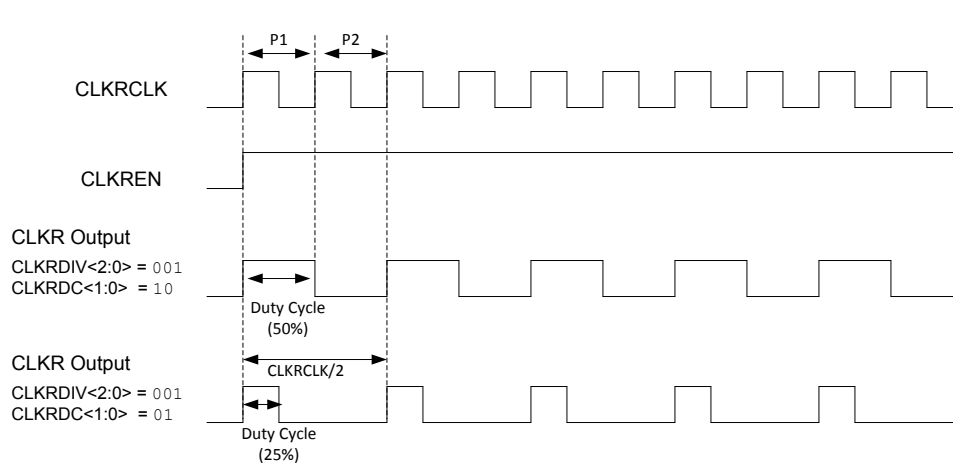 P1
P2
CLKRCLK
CLKREN
CLKR Output
CLKRDIV<2:0> = 001
CLKRDC<1:0> = 10
Duty Cycle
(50%)
CLKR Output
CLKRCLK/2
CLKRDIV<2:0> = 001
CLKRDC<1:0> = 01
Duty Cycle
(25%)